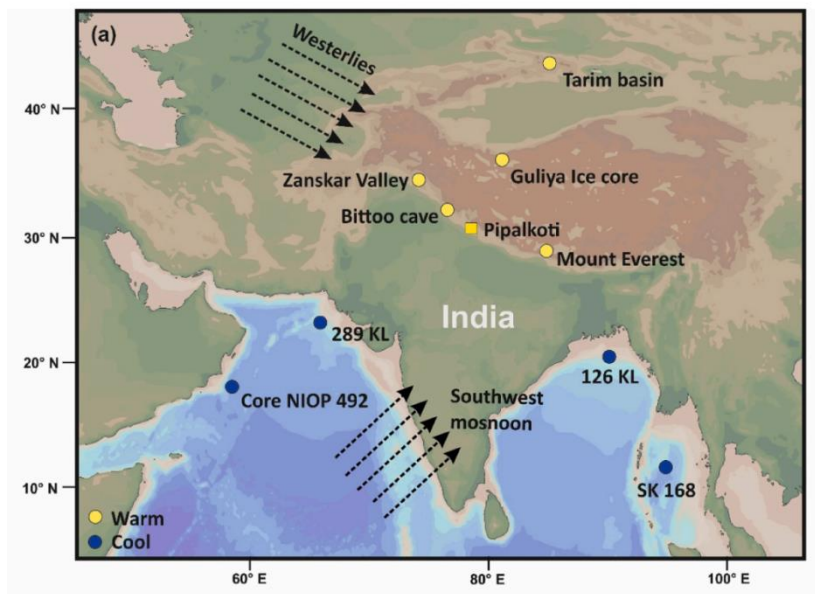 (a)
Westerlies
Tarim basin
40° N
Zanskar Valley
Guliya Ice core
Bittoo cave
Pipalkoti
30° N
Mount Everest
India
289 KL
20° N
126 KL
Core NIOP 492
Southwest
mosnoon
10° N
SK 168
Warm
Cool
60° E
80° E
100° E